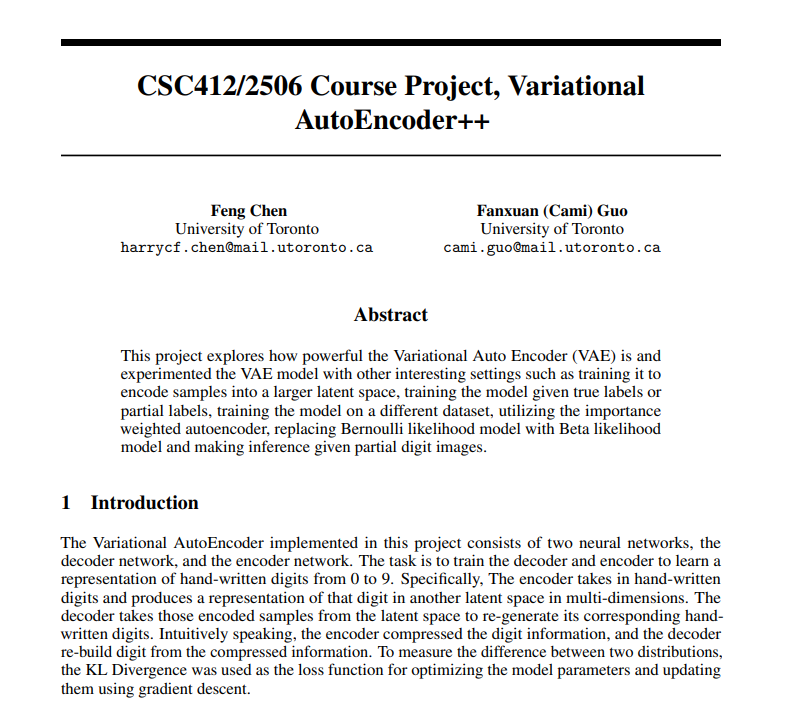 CSC412/2506 Course Project, Variational
AutoEncoder++
Feng Chen
University of Toronto
harrycf.chen@mail.utoronto.ca
Fanxuan (Cami) Guo
University of Toronto
cami.guo@mail.utoronto.ca
Abstract
This project explores how powerful the Variational Auto Encoder (VAE) is and
experimented the VAE model with other interesting settings such as training it to
encode samples into a larger latent space, training the model given true labels or
partial labels, training the model on a different dataset, utilizing the importance
weighted autoencoder, replacing Bernoulli likelihood model with Beta likelihood
model and making inference given partial digit images.
1 Introduction
The Variational AutoEncoder implemented in this project consists of two neural networks, the
decoder network, and the encoder network. The task is to train the decoder and encoder to learn a
representation of hand-written digits from 0 to 9. Specifically, The encoder takes in hand-written
digits and produces a representation of that digit in another latent space in multi-dimensions. The
decoder takes those encoded samples from the latent space to re-generate its corresponding hand-
written digits. Intuitively speaking, the encoder compressed the digit information, and the decoder
re-build digit from the compressed information. To measure the difference between two distributions,
the KL Divergence was used as the loss function for optimizing the model parameters and updating
them using gradient descent.